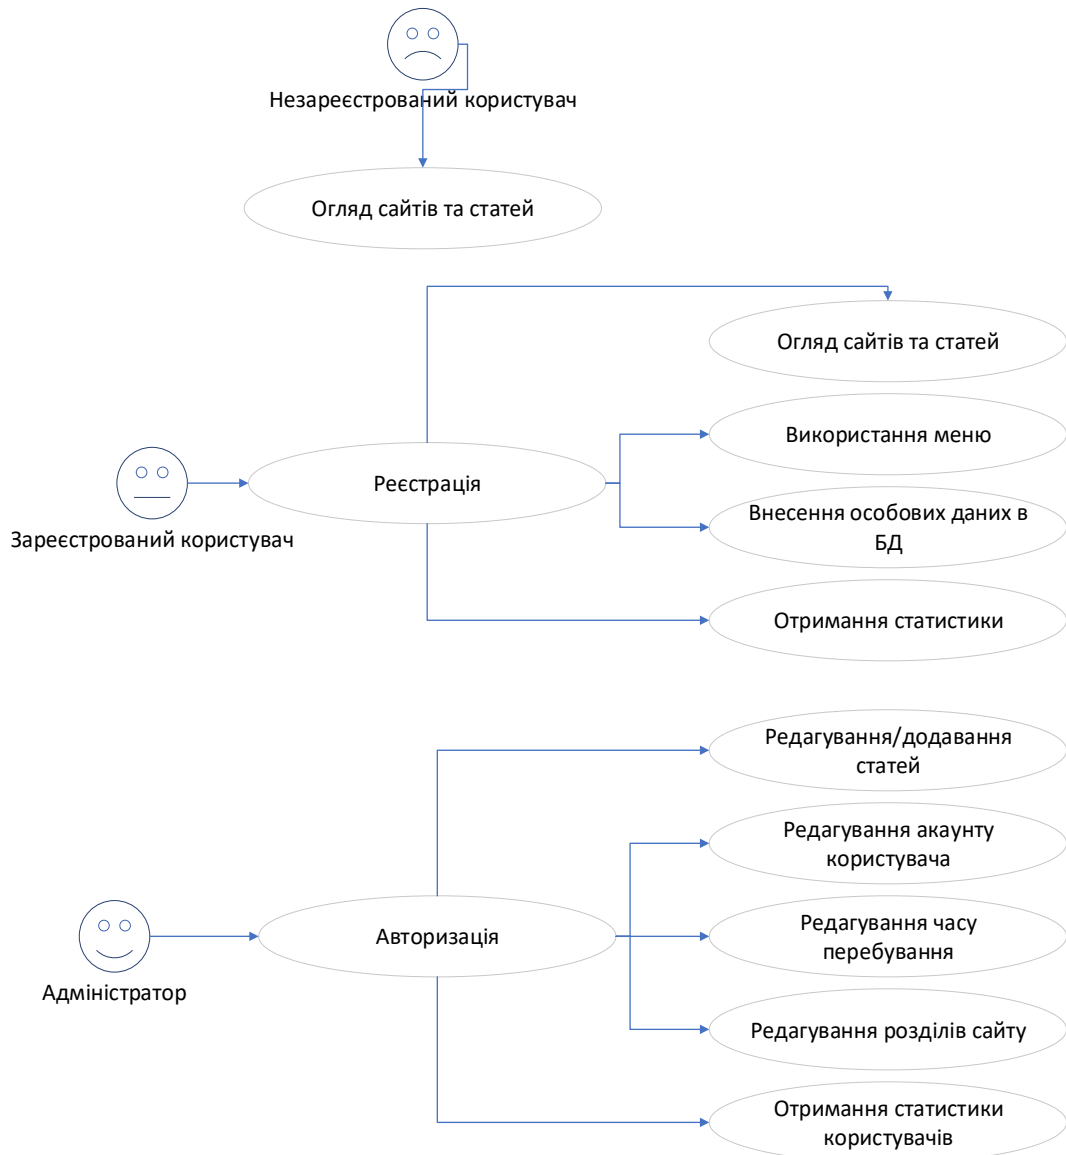 Незареєстрований користувач
Огляд сайтів та статей
Огляд сайтів та статей
Використання меню
Реєстрація
Внесення особових даних в
БД
Зареєстрований користувач
Отримання статистики
Редагування/додавання
статей
Редагування акаунту
користувача
Авторизація
Редагування часу
перебування
Адміністратор
Редагування розділів сайту
Отримання статистики
користувачів